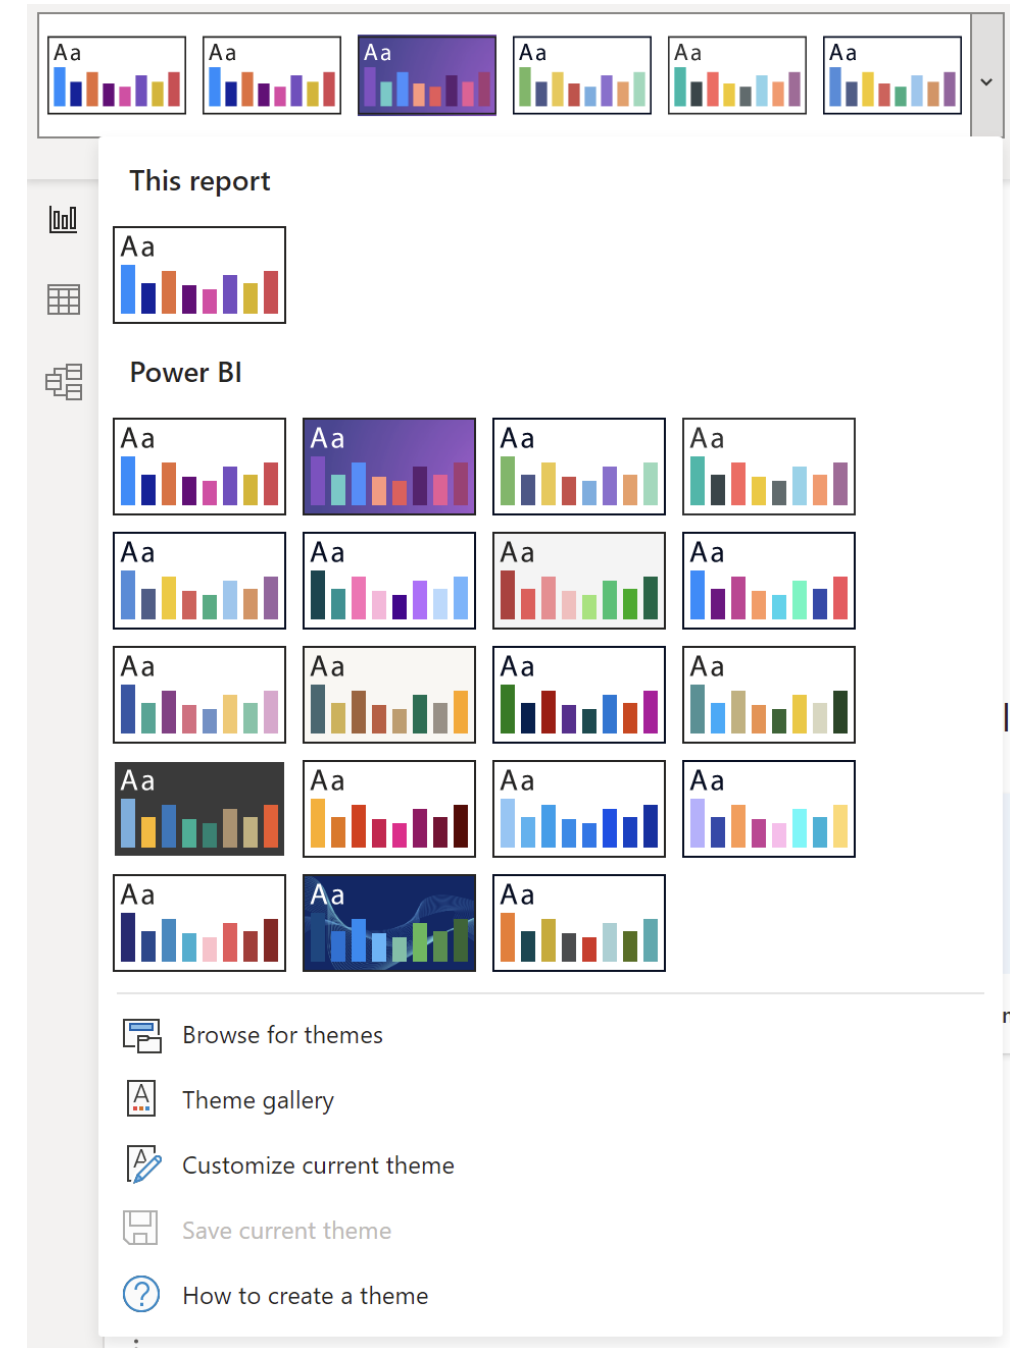 Aa Aa Aa Aa Aa Aa
This report
Aa
Power BI
Aa Aa Aa Aa
Aa Aa Aa Aa
Aa Aa Aa Aa
Aa Aa Aa Aa
Aa Aa Aa
Browse for themes
Theme gallery
Customize current theme
Save current theme
How to create a theme